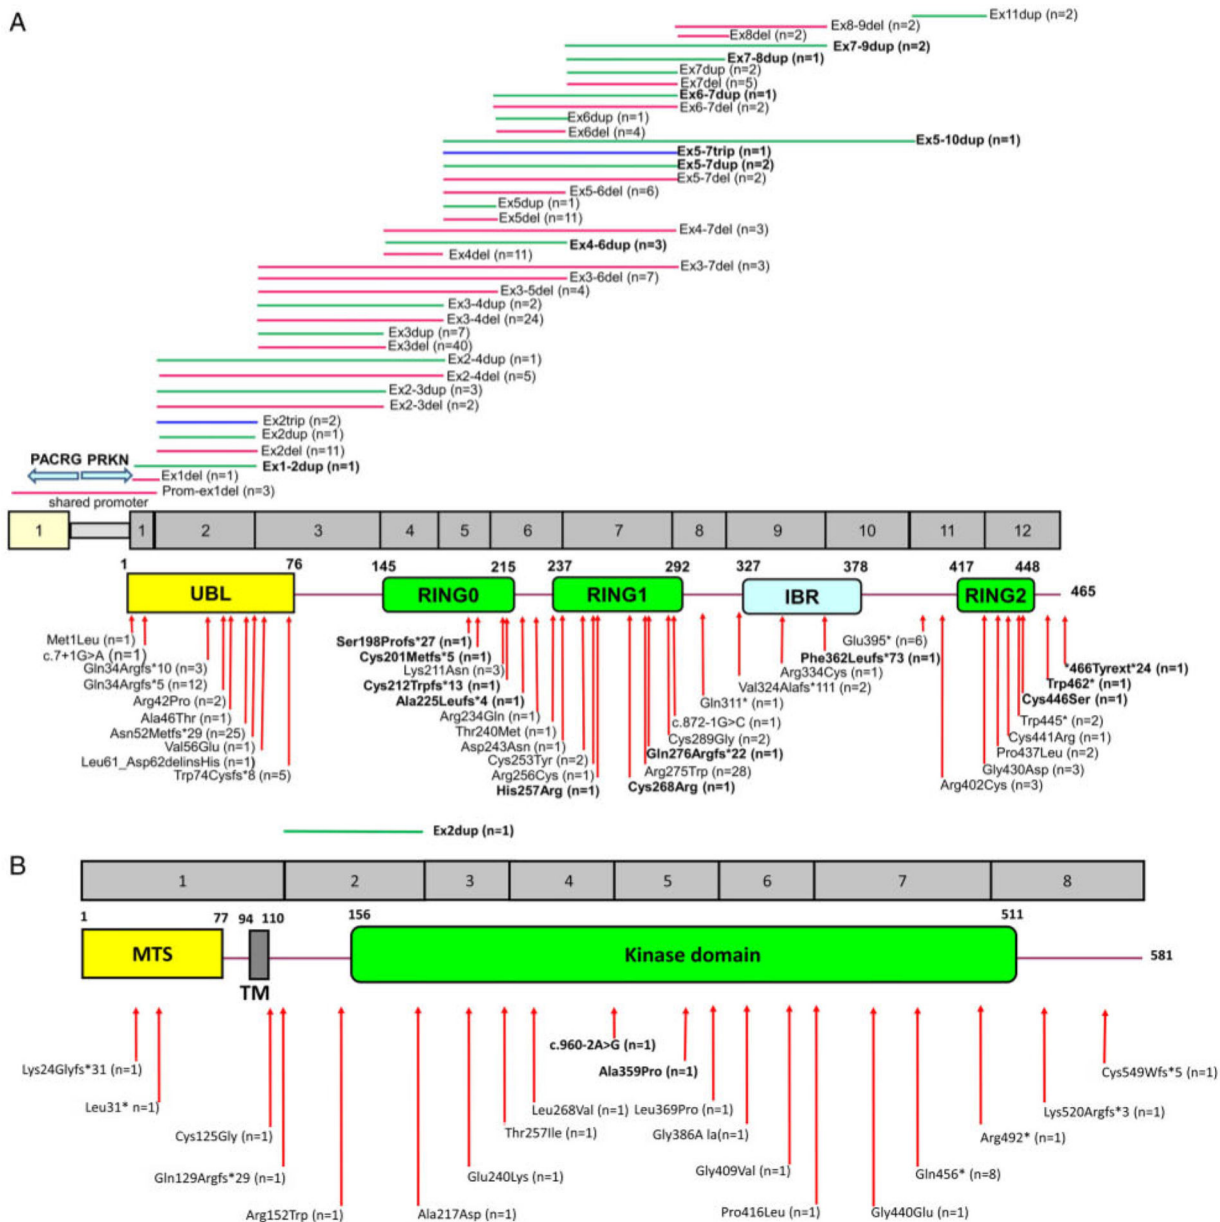 A
Ex11dup (n=2)
Ex8-9del (n=2)
Ex8del (n=2)
Ex7-9dup (n=2)
Ex7-8dup (n=1)
Ex7dup (n=2)
Ex7del (n=5)
Ex6-7dup (n=1)
Ex6-7del (n=2)
Ex6dup (n=1)
Ex6del (n=4)
Ex5-10dup (n=1)
Ex5-7trip (n=1)
Ex5-7dup (n=2)
Ex5-7del (n=2)
Ex5-6del (n=6)
Ex5dup (n=1)
Ex5del (n=11)
Ex4-7del (n=3)
Ex4-6dup (n=3)
Ex4del (n=11)
Ex3-7del (n=3)
Ex3-6del (n=7)
Ex3-5del (n=4)
Ex3-4dup (n=2)
Ex3-4del (n=24)
Ex3dup (n=7)
Ex3del (n=40)
Ex2-4dup (n=1)
Ex2-4del (n=5)
Ex2-3dup (n=3)
Ex2-3del (n=2)
Ex2trip (n=2)
Ex2dup (n=1)
Ex2del (n=11)
PACRG PRKN
Ex1-2dup (n=1)
Ex1del (n=1)
Prom-ex1del (n=3)
shared promoter
1 1 2 3 4 5 6 7 8 9 10 11 12
1 76 145 215 237 292 327 378 417 448
UBL RING0 RING1 IBR RING2 465
Met1Leu (n=1)
c.7+1G>A (n=1)
Gln34Argfs*10 (n=3)
Gln34Argfs*5 (n=12)
Arg42Pro (n=2)
Ala46Thr (n=1)
Asn52Metfs*29 (n=25)
Val56Glu (n=1)
Leu61_Asp62delinsHis (n=1)
Trp74Cysfs*8 (n=5)
Ser198Profs*27 (n=1)
Cys201Metfs*5 (n=1)
Lys211Asn (n=3)
Cys212Trpfs*13 (n=1)
Ala225Leufs*4 (n=1)
Arg234Gln (n=1)
Thr240Met (n=1)
Asp243Asn (n=1)
Cys253Tyr (n=2)
Arg256Cys (n=1)
His257Arg (n=1)
Glu395* (n=6)
Phe362Leufs*73 (n=1)
Arg334Cys (n=1)
Val324Alafs*111 (n=2)
Gln311* (n=1)
c.872-1G>C (n=1)
Cys289Gly (n=2)
Gln276Argfs*22 (n=1)
Arg275Trp (n=28)
Cys268Arg (n=1)
*466Tyrext*24 (n=1)
Trp462* (n=1)
Cys446Ser (n=1)
Trp445* (n=2)
Cys441Arg (n=1)
Pro437Leu (n=2)
Gly430Asp (n=3)
Arg402Cys (n=3)
Ex2dup (n=1)
B
1 2 3 4 5 6 7 8
1 77 94 110 156 511
MTS Kinase domain 581
TM
Lys24Glyfs*31 (n=1)
Leu31* n=1)
Cys125Gly (n=1)
Gln129Argfs*29 (n=1)
Arg152Trp (n=1)
Ala217Asp (n=1)
Glu240Lys (n=1)
Thr257Ile (n=1)
Leu268Val (n=1)
c.960-2A>G (n=1)
Ala359Pro (n=1)
Leu369Pro (n=1)
Gly386A la(n=1)
Gly409Val (n=1)
Pro416Leu (n=1)
Gly440Glu (n=1)
Gln456* (n=8)
Arg492* (n=1)
Lys520Argfs*3 (n=1)
Cys549Wfs*5 (n=1)